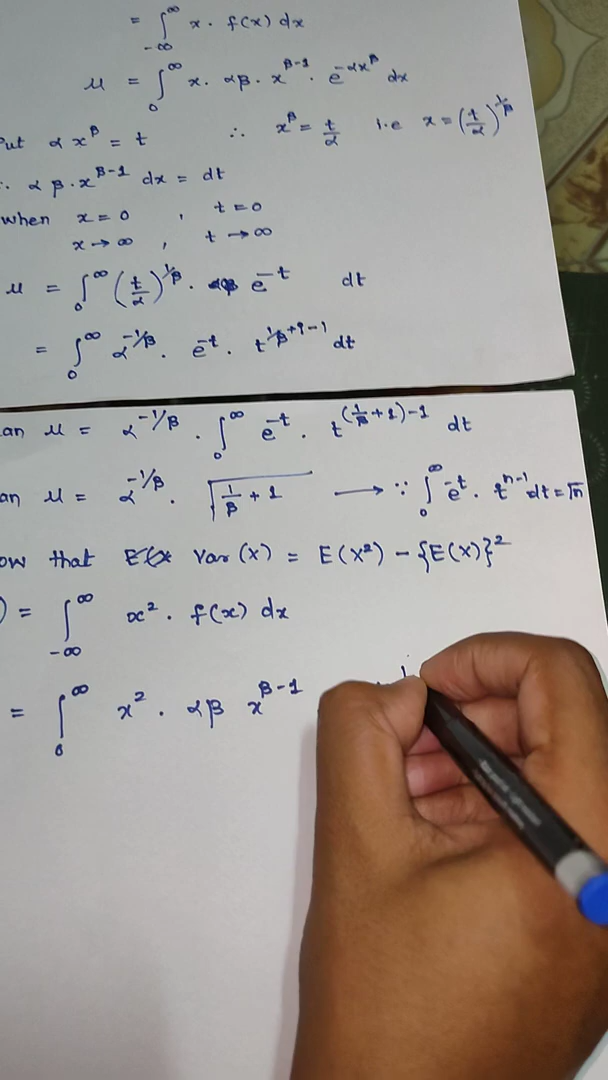 = ∫_{-∞}^{∞} x · f(x) dx
μ = ∫_0^∞ x · αβ · x^{β-1} · e^{-αx^β} dx
Put αx^β = t ∴ x^β = t/α i.e x = (t/α)^{1/β}
∴ αβ · x^{β-1} dx = dt
when x = 0 , t = 0
x → ∞ , t → ∞
μ = ∫_0^∞ (t/α)^{1/β} · e^{-t} dt
= ∫_0^∞ α^{-1/β} · e^{-t} · t^{1/β+1-1} dt
an μ = α^{-1/β} · ∫_0^∞ e^{-t} · t^{(1/β+1)-1} dt
an μ = α^{-1/β} · Γ(1/β + 1) → ∵ ∫_0^∞ e^{-t} · t^{n-1} dt = Γn
ow that Var(x) = E(x²) - {E(x)}²
) = ∫_{-∞}^{∞} x² · f(x) dx
= ∫_0^∞ x² · αβ x^{β-1}